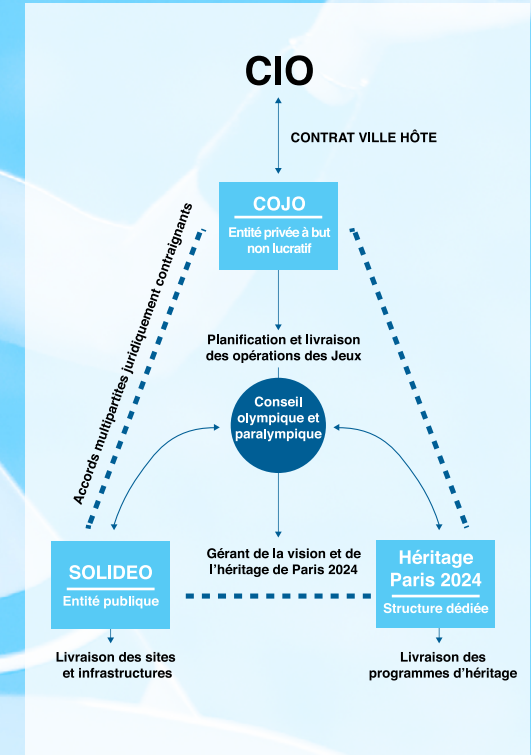 CIO
CONTRAT VILLE HÔTE
COJO
Entité privée à but
non lucratif
Accords multipartites juridiquement contraignants
Planification et livraison
des opérations des Jeux
Conseil
olympique et
paralympique
Gérant de la vision et de
l'héritage de Paris 2024
SOLIDEO
Entité publique
Héritage
Paris 2024
Structure dédiée
Livraison des sites
et infrastructures
Livraison des
programmes d'héritage